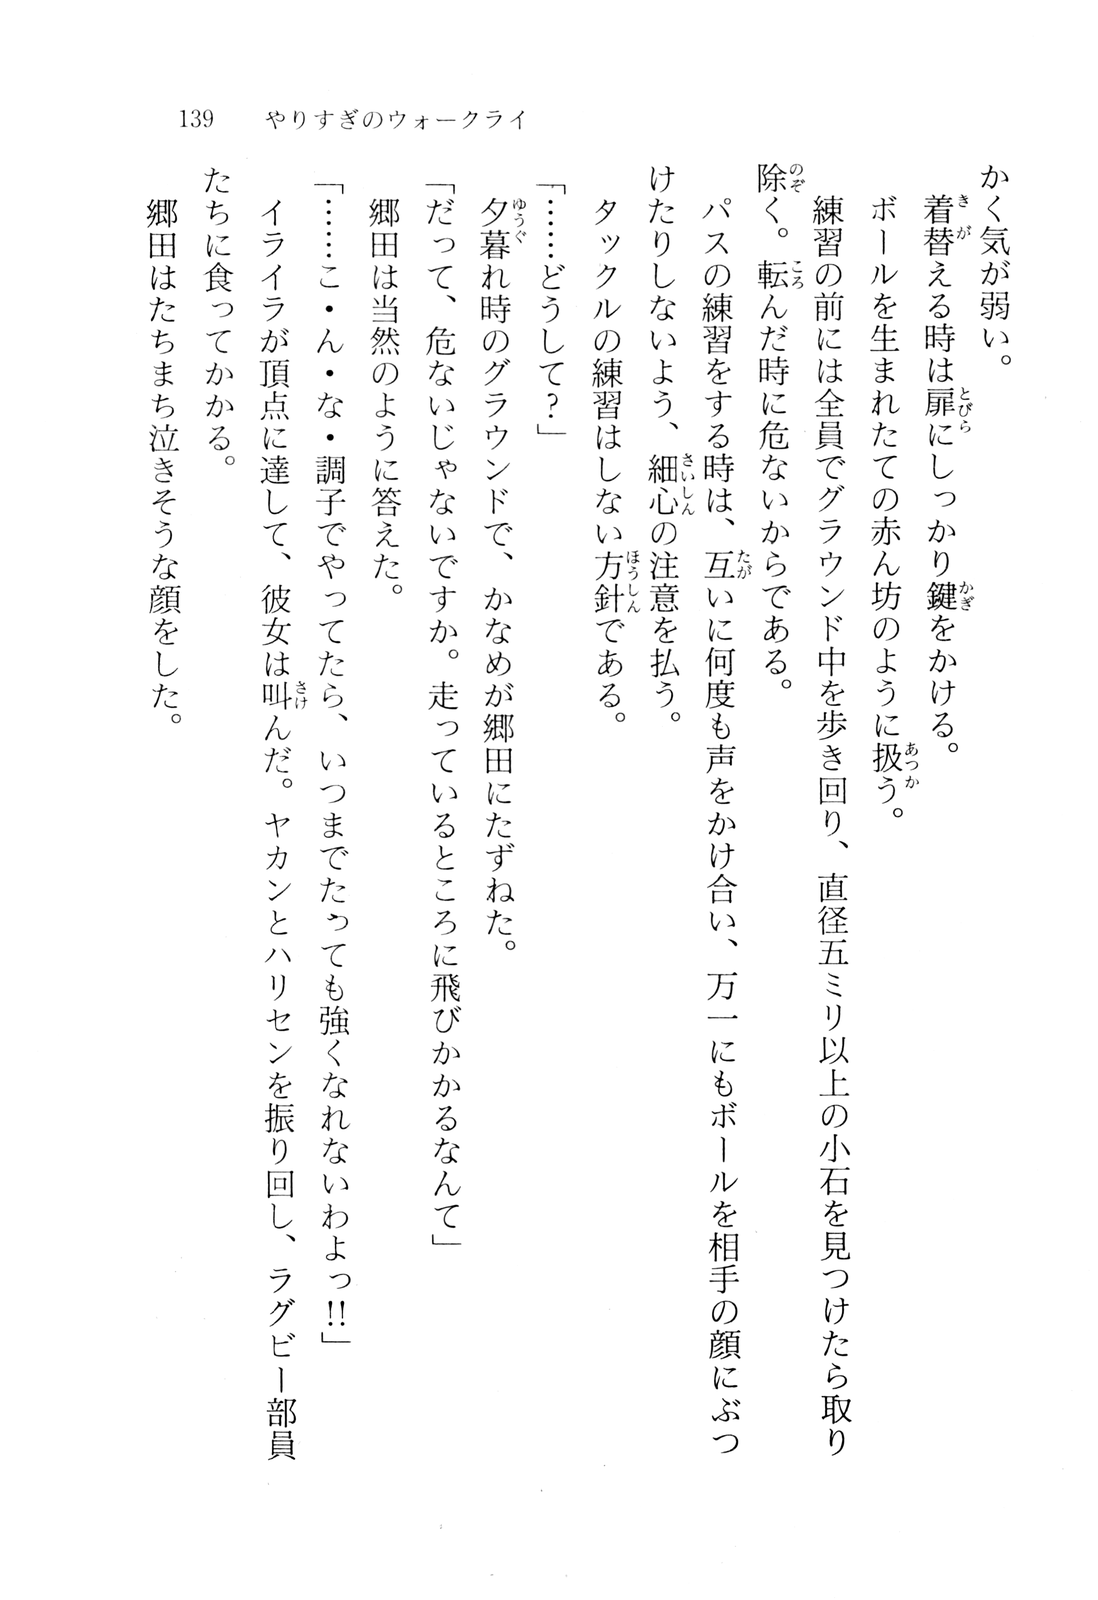 139 やりすぎのウォークライ
かく気が弱い。
着替える時は扉にしっかり鍵をかける。
ボールを生まれたての赤ん坊のように扱う。
練習の前には全員でグラウンド中を歩き回り、直径五ミリ以上の小石を見つけたら取り
除く。転んだ時に危ないからである。
パスの練習をする時は、互いに何度も声をかけ合い、万一にもボールを相手の顔にぶつ
けたりしないよう、細心の注意を払う。
タックルの練習はしない方針である。
「……どうして？」
夕暮れ時のグラウンドで、かなめが郷田にたずねた。
「だって、危ないじゃないですか。走っているところに飛びかかるなんて」
郷田は当然のように答えた。
「……こ・ん・な・調子でやってたら、いつまでたっても強くなれないわよっ!!」
イライラが頂点に達して、彼女は叫んだ。ヤカンとハリセンを振り回し、ラグビー部員
たちに食ってかかる。
郷田はたちまち泣きそうな顔をした。